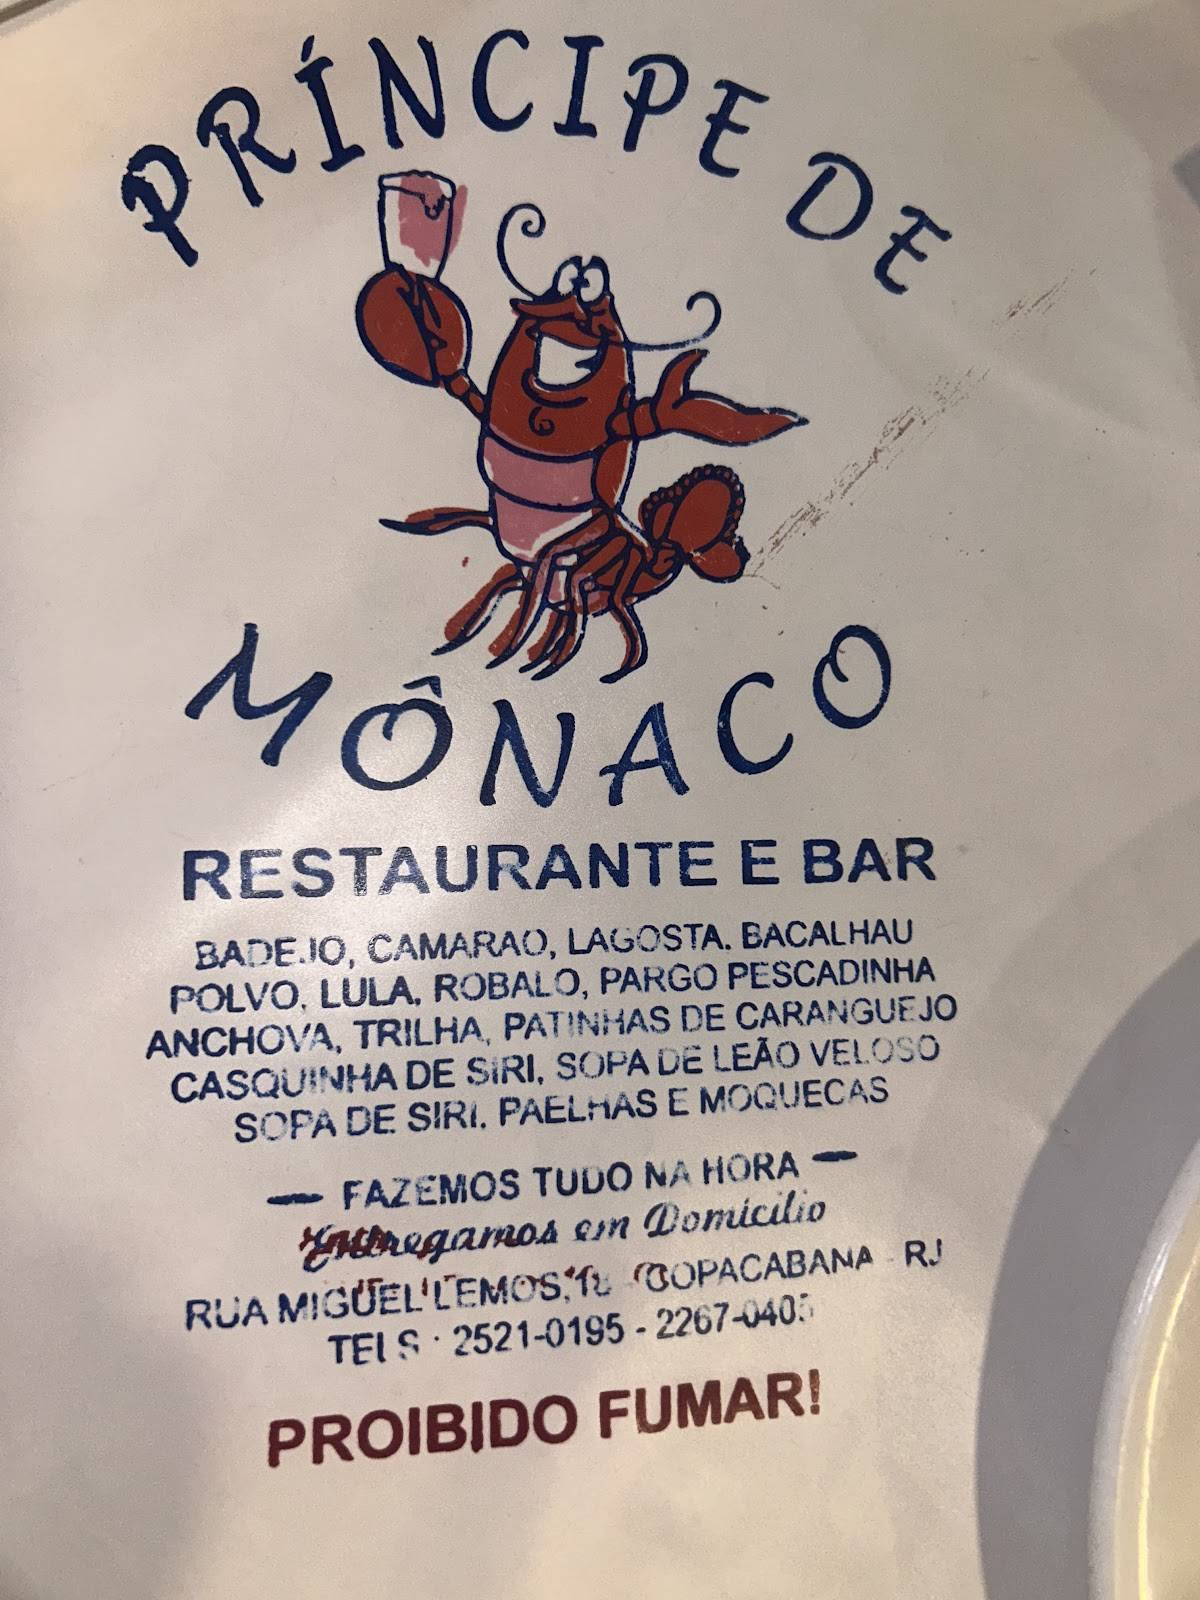 PRÍNCIPE DE
MÔNACO
RESTAURANTE E BAR
BADEJO, CAMARAO, LAGOSTA. BACALHAU
POLVO, LULA, ROBALO, PARGO PESCADINHA
ANCHOVA, TRILHA, PATINHAS DE CARANGUEJO
CASQUINHA DE SIRI, SOPA DE LEÃO VELOSO
SOPA DE SIRI. PAELHAS E MOQUECAS
— FAZEMOS TUDO NA HORA —
Entregamos em Domicilio
RUA MIGUEL LEMOS, COPACABANA - RJ
TELS: 2521-0195 -
PROIBIDO FUMAR!